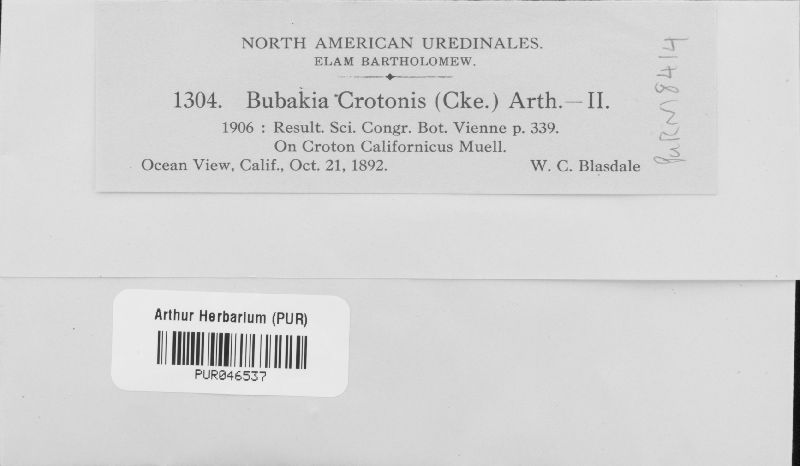 NORTH AMERICAN UREDINALES.
ELAM BARTHOLOMEW.
1304. Bubakia Crotonis (Cke.) Arth.—II.
1906 : Result. Sci. Congr. Bot. Vienne p. 339.
On Croton Californicus Muell.
Ocean View, Calif., Oct. 21, 1892. W. C. Blasdale
PURM8414
Arthur Herbarium (PUR)
PUR046537